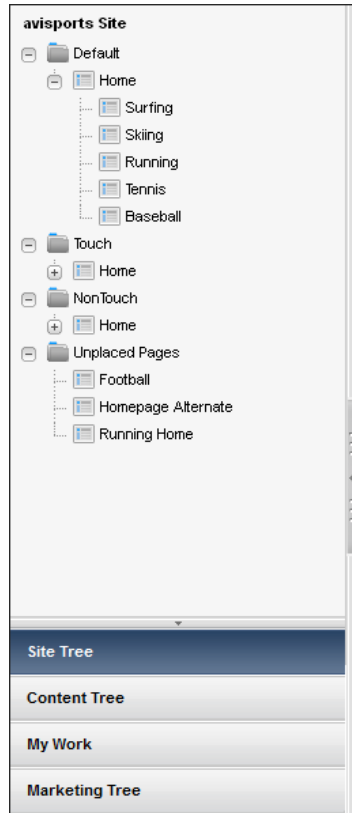 avisports Site
Default
Home
Surfing
Skiing
Running
Tennis
Baseball
Touch
Home
NonTouch
Home
Unplaced Pages
Football
Homepage Alternate
Running Home
Site Tree
Content Tree
My Work
Marketing Tree